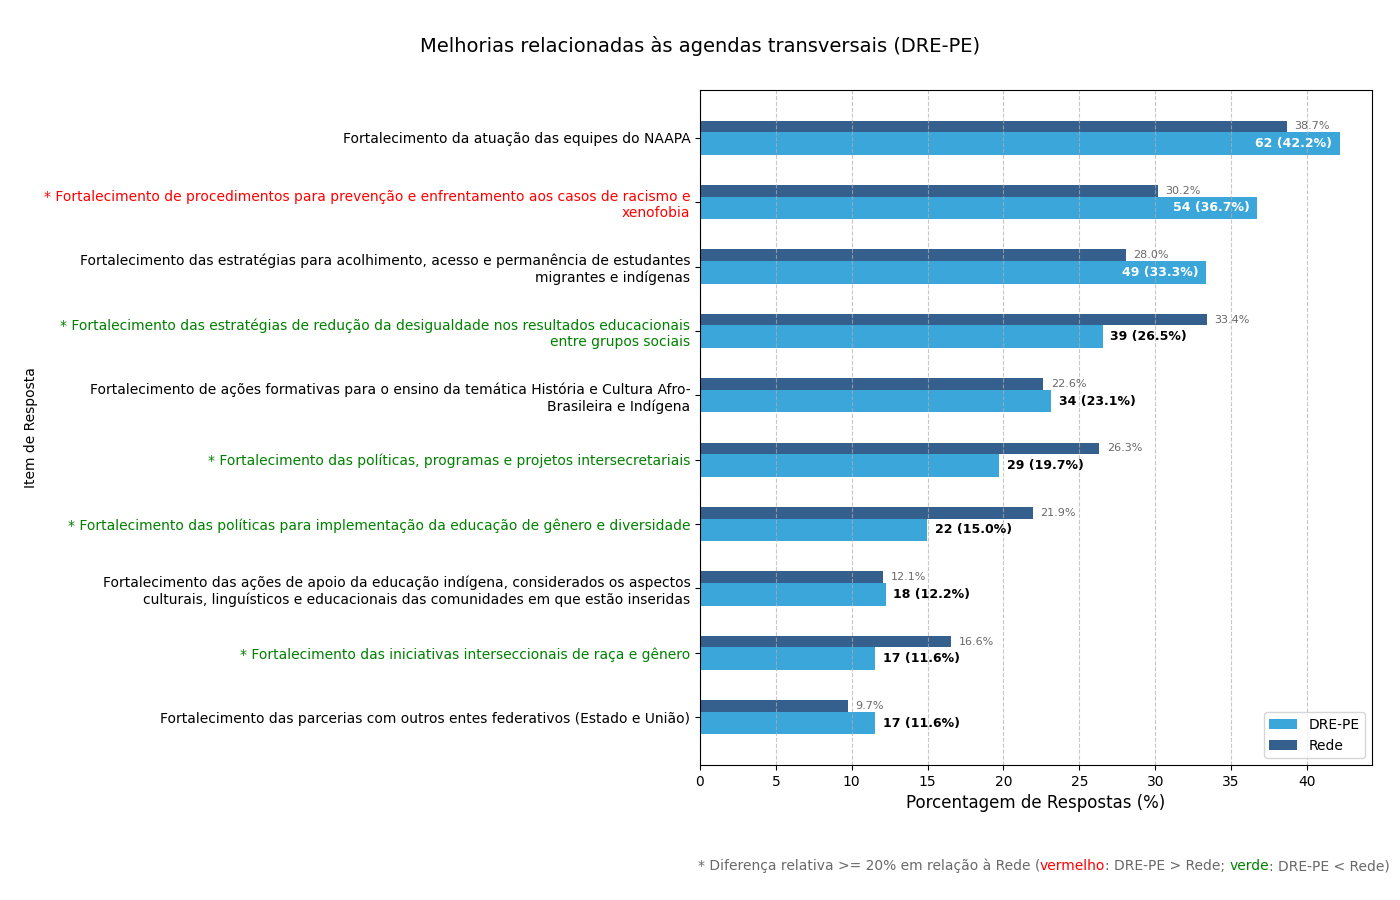 Melhorias relacionadas às agendas transversais (DRE-PE)
Item de Resposta
Fortalecimento da atuação das equipes do NAAPA
38.7%
62 (42.2%)
* Fortalecimento de procedimentos para prevenção e enfrentamento aos casos de racismo e
xenofobia
30.2%
54 (36.7%)
Fortalecimento das estratégias para acolhimento, acesso e permanência de estudantes
migrantes e indígenas
28.0%
49 (33.3%)
* Fortalecimento das estratégias de redução da desigualdade nos resultados educacionais
entre grupos sociais
33.4%
39 (26.5%)
Fortalecimento de ações formativas para o ensino da temática História e Cultura Afro-
Brasileira e Indígena
22.6%
34 (23.1%)
* Fortalecimento das políticas, programas e projetos intersecretariais
26.3%
29 (19.7%)
* Fortalecimento das políticas para implementação da educação de gênero e diversidade
21.9%
22 (15.0%)
Fortalecimento das ações de apoio da educação indígena, considerados os aspectos
culturais, linguísticos e educacionais das comunidades em que estão inseridas
12.1%
18 (12.2%)
* Fortalecimento das iniciativas interseccionais de raça e gênero
16.6%
17 (11.6%)
Fortalecimento das parcerias com outros entes federativos (Estado e União)
9.7%
17 (11.6%)
DRE-PE
Rede
0 5 10 15 20 25 30 35 40
Porcentagem de Respostas (%)
* Diferença relativa >= 20% em relação à Rede (vermelho: DRE-PE > Rede; verde: DRE-PE < Rede)